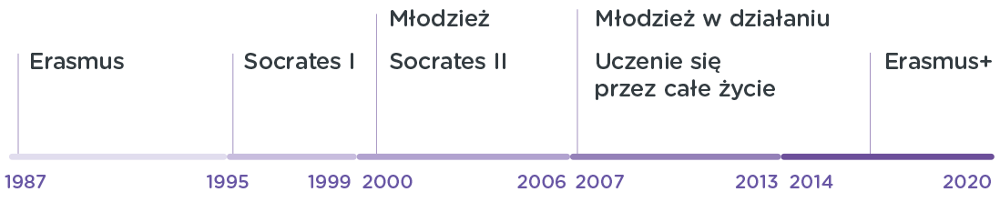 Młodzież
Młodzież w działaniu
Erasmus
Socrates I
Socrates II
Uczenie się
przez całe życie
Erasmus+
1987
1995
1999
2000
2006
2007
2013
2014
2020